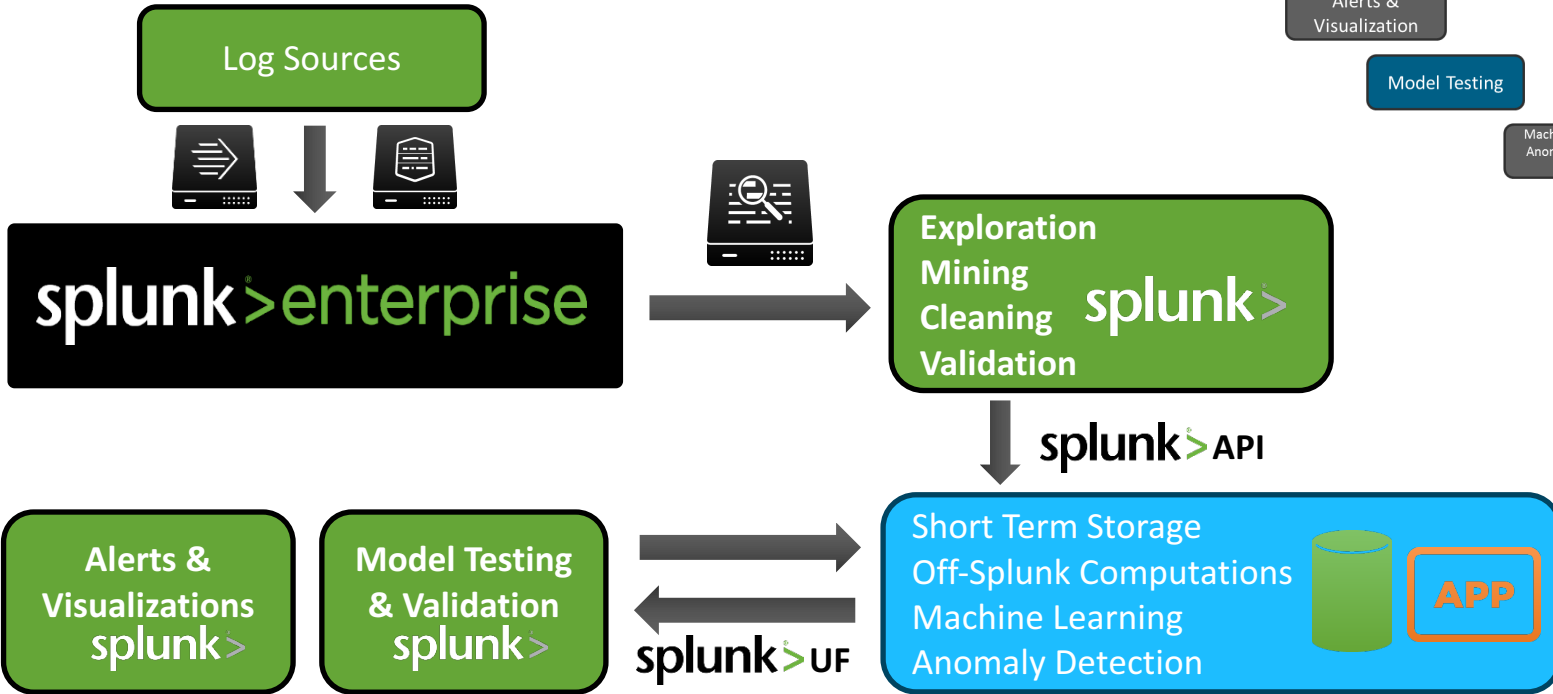 Log Sources
Alerts &
Visualization
Model Testing
splunk>enterprise
Exploration
Mining
Cleaning
Validation
splunk>
splunk> API
Alerts &
Visualizations
splunk>
Model Testing
& Validation
splunk>
splunk> UF
Short Term Storage
Off-Splunk Computations
Machine Learning
Anomaly Detection
APP